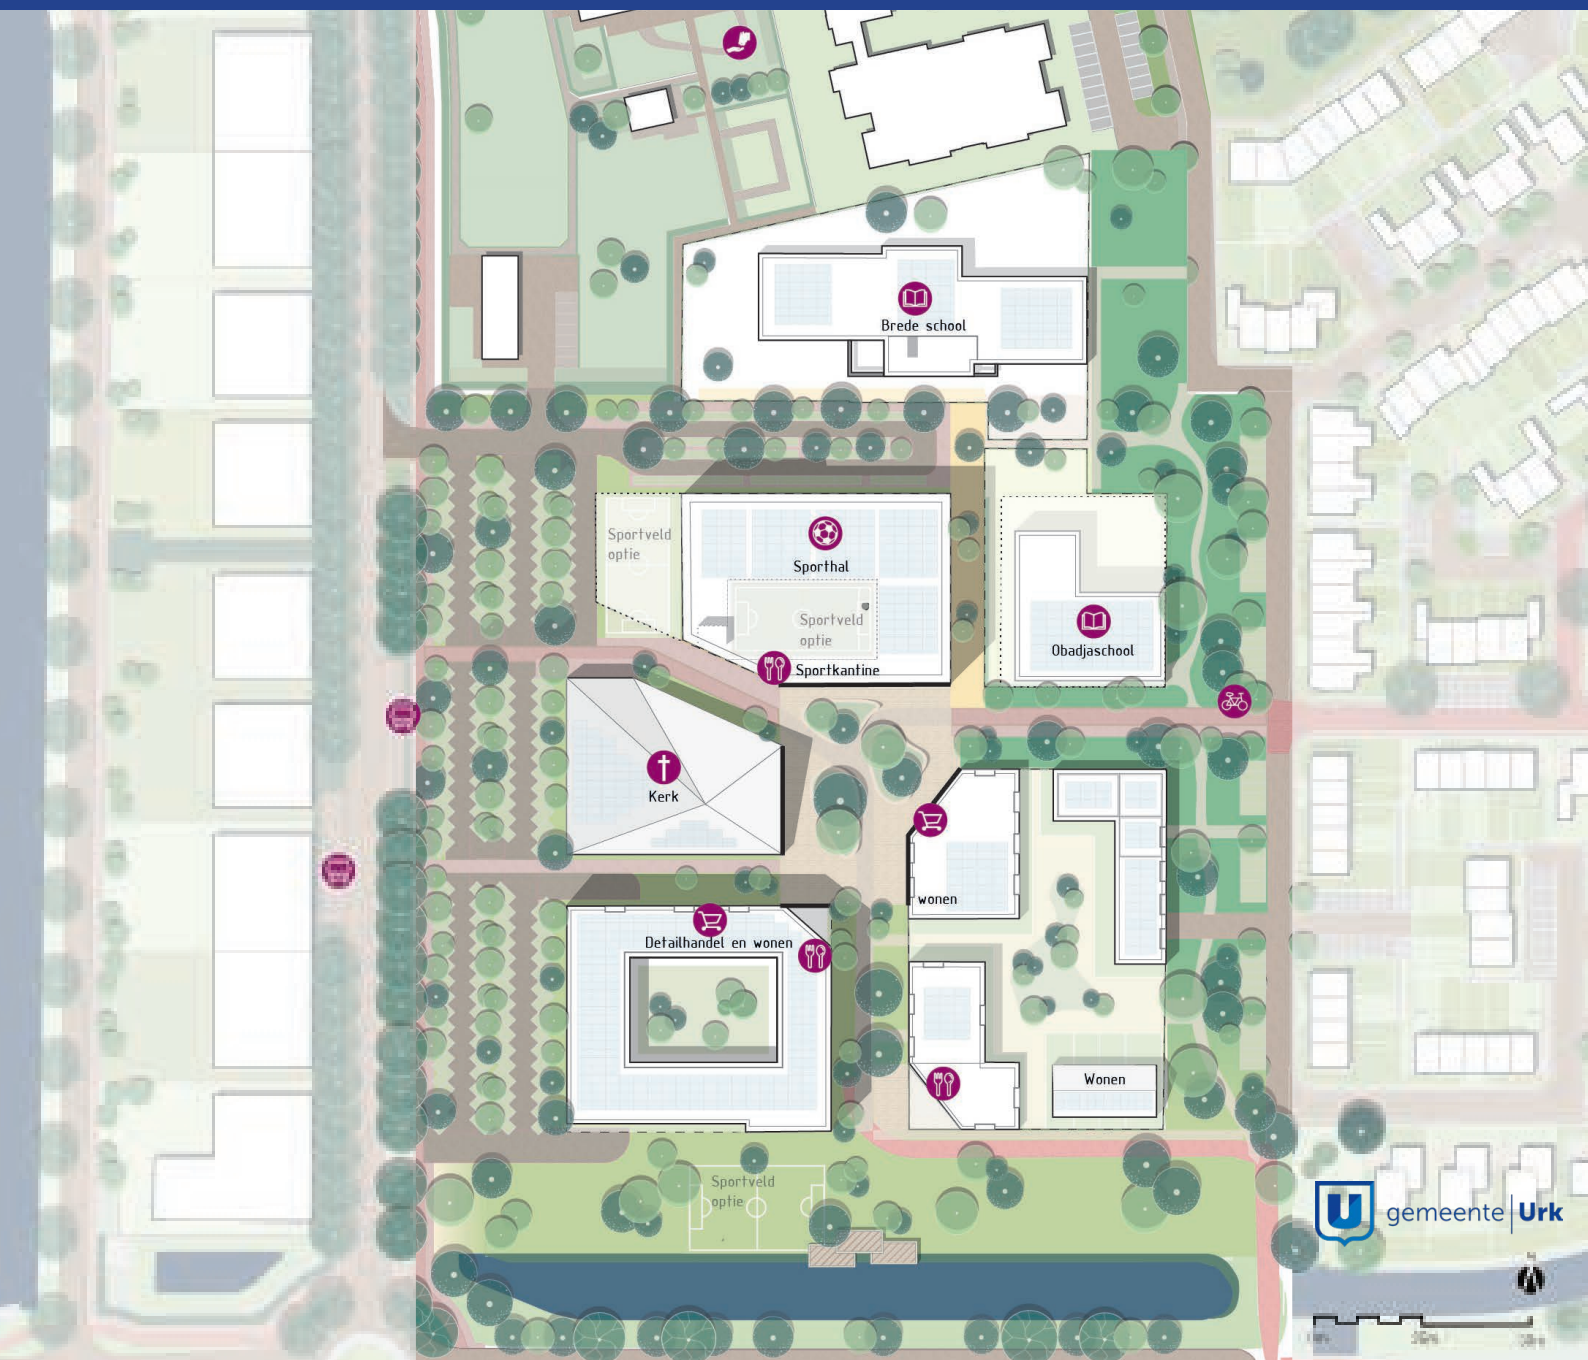 Brede school
Sportveld
optie
Sporthal
Sportveld
optie
Obadjaschool
Sportkantine
Kerk
wonen
Detailhandel en wonen
Wonen
Sportveld
optie
gemeente Urk